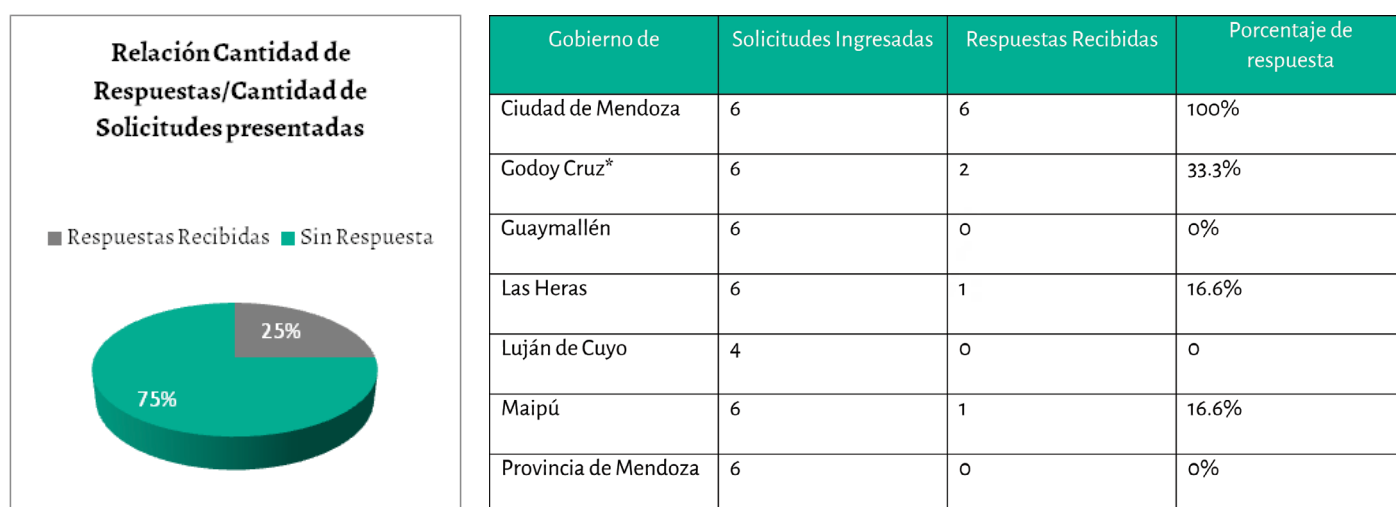 Relación Cantidad de
Respuestas/Cantidad de
Solicitudes presentadas
Respuestas Recibidas Sin Respuesta
25%
75%
Gobierno de Solicitudes Ingresadas Respuestas Recibidas Porcentaje de
respuesta
Ciudad de Mendoza 6 6 100%
Godoy Cruz* 6 2 33.3%
Guaymallén 6 0 0%
Las Heras 6 1 16.6%
Luján de Cuyo 4 0 0
Maipú 6 1 16.6%
Provincia de Mendoza 6 0 0%